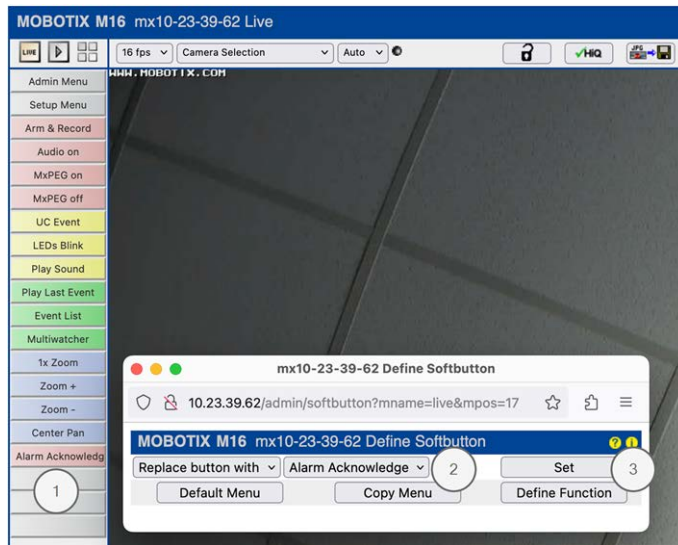 MOBOTIX M16 mx10-23-39-62 Live
LIVE
16 fps Camera Selection Auto HiQ JPG
WWW.MOBOTIX.COM
Admin Menu
Setup Menu
Arm & Record
Audio on
MxPEG on
MxPEG off
UC Event
LEDs Blink
Play Sound
Play Last Event
Event List
Multiwatcher
1x Zoom
Zoom +
Zoom -
Center Pan
Alarm Acknowledg
1
mx10-23-39-62 Define Softbutton
10.23.39.62/admin/softbutton?mname=live&mpos=17
MOBOTIX M16 mx10-23-39-62 Define Softbutton ? i
Replace button with Alarm Acknowledge 2 Set 3
Default Menu Copy Menu Define Function